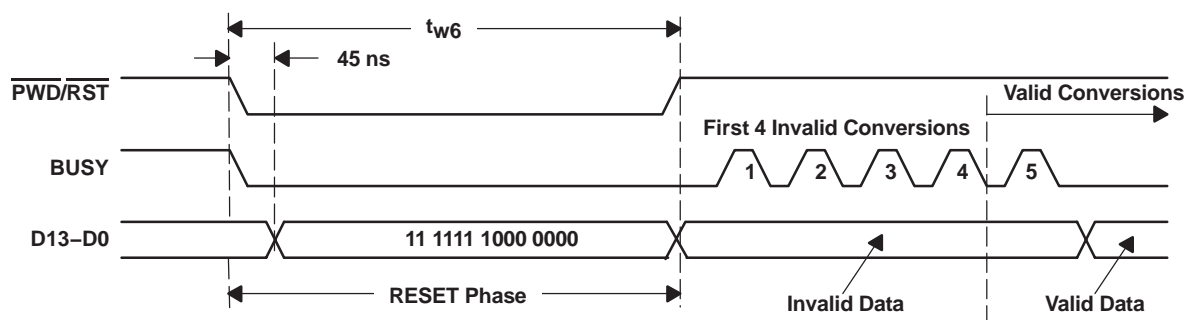 tw6
45 ns
PWD/RST
Valid Conversions
First 4 Invalid Conversions
BUSY
1 2 3 4 5
D13–D0
11 1111 1000 0000
RESET Phase
Invalid Data
Valid Data